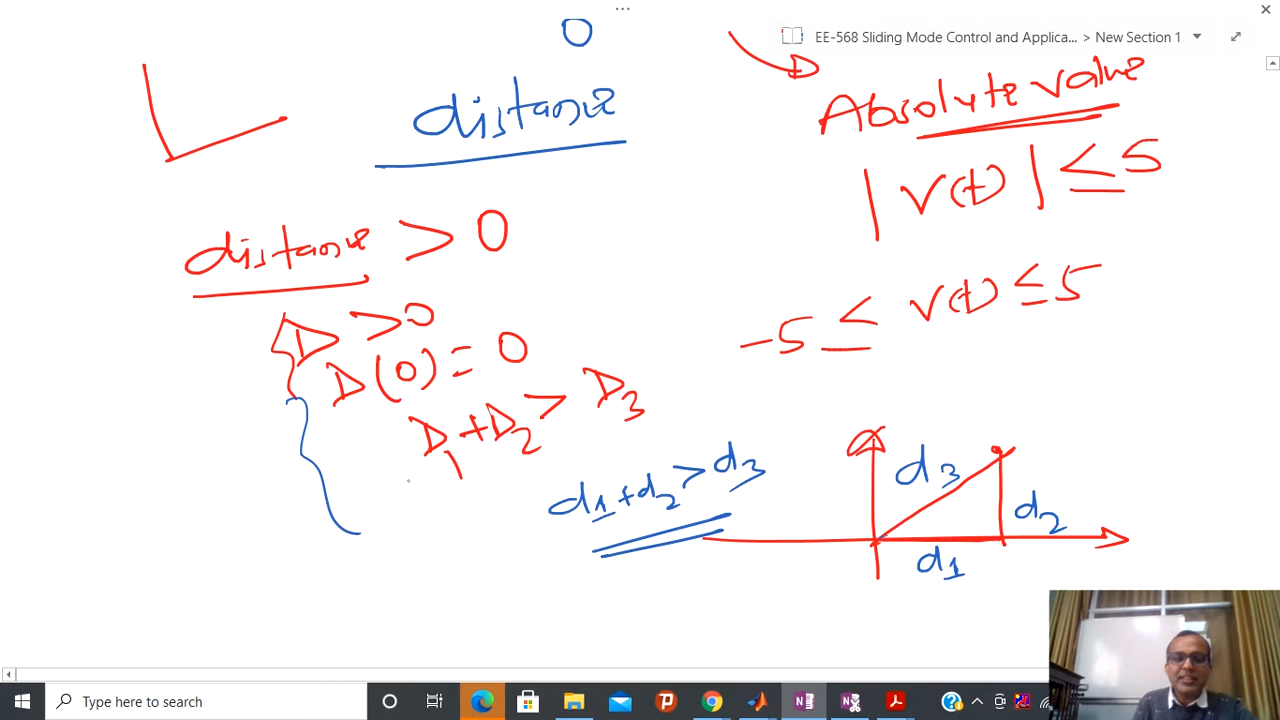 EE-568 Sliding Mode Control and Applica... > New Section 1
0
distance
Absolute value
| v(t) | ≤ 5
distance > 0
-5 ≤ v(t) ≤ 5
D > 0
D(0) = 0
D1 + D2 > D3
d1 + d2 > d3
d3
d2
d1
Type here to search